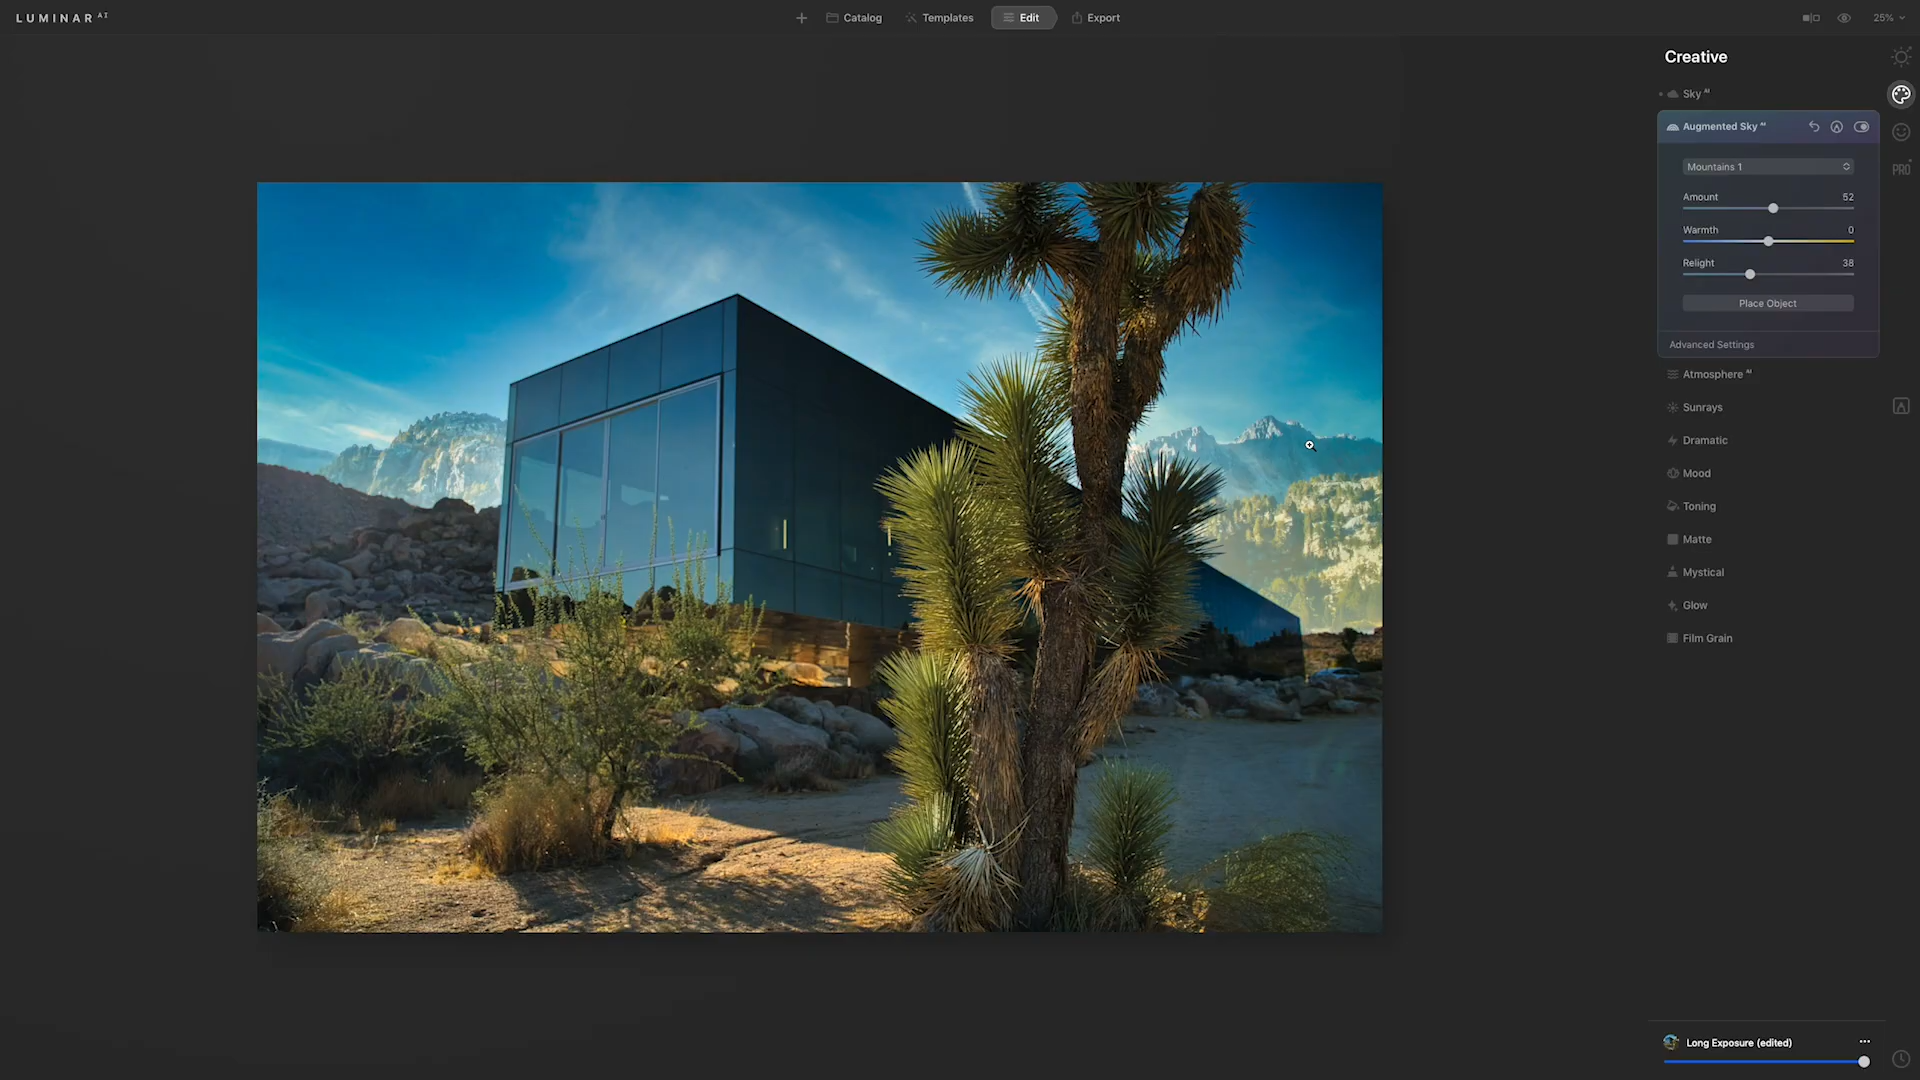 LUMINAR AI
Catalog
Templates
Edit
Export
25%
Creative
Sky AI
Augmented Sky AI
Mountains 1
Amount 52
Warmth 0
Relight 38
Place Object
Advanced Settings
Atmosphere AI
Sunrays
Dramatic
Mood
Toning
Matte
Mystical
Glow
Film Grain
PRO
Long Exposure (edited)